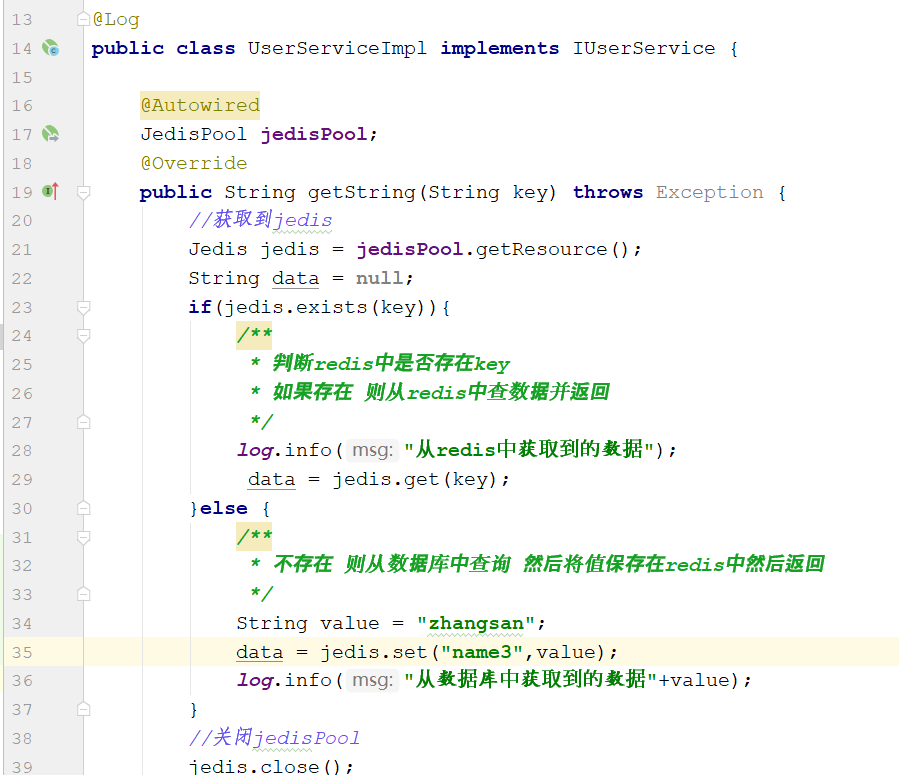 13 @Log
14 public class UserServiceImpl implements IUserService {
15
16 @Autowired
17 JedisPool jedisPool;
18 @Override
19 public String getString(String key) throws Exception {
20 //获取到jedis
21 Jedis jedis = jedisPool.getResource();
22 String data = null;
23 if(jedis.exists(key)){
24 /**
25 * 判断redis中是否存在key
26 * 如果存在 则从redis中查数据并返回
27 */
28 log.info( msg: "从redis中获取到的数据");
29 data = jedis.get(key);
30 }else {
31 /**
32 * 不存在 则从数据库中查询 然后将值保存在redis中然后返回
33 */
34 String value = "zhangsan";
35 data = jedis.set("name3",value);
36 log.info( msg: "从数据库中获取到的数据"+value);
37 }
38 //关闭jedisPool
39 jedis.close();